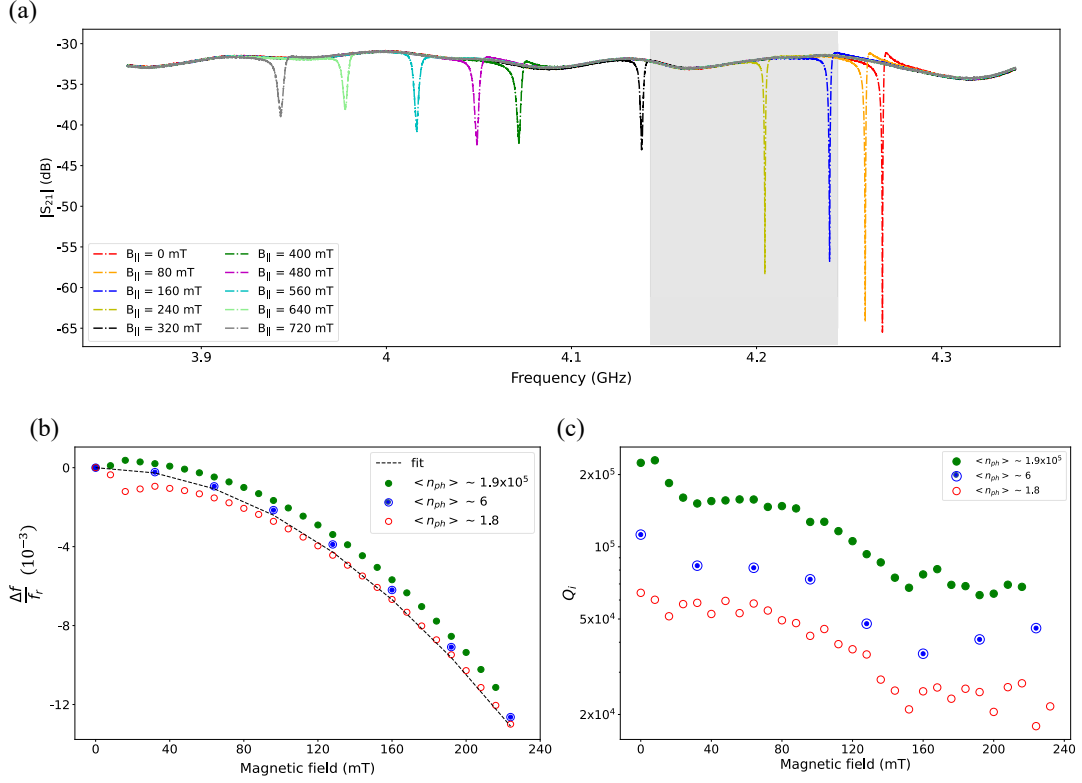 (a)
-30
-35
-40
-45
-50
-55
-60
-65
|S21| (dB)
B|| = 0 mT
B|| = 80 mT
B|| = 160 mT
B|| = 240 mT
B|| = 320 mT
B|| = 400 mT
B|| = 480 mT
B|| = 560 mT
B|| = 640 mT
B|| = 720 mT
3.9 4 4.1 4.2 4.3
Frequency (GHz)
(b)
0
-4
-8
-12
Δf/fr (10⁻³)
fit
<nph> ~ 1.9x10⁵
<nph> ~ 6
<nph> ~ 1.8
0 40 80 120 160 200 240
Magnetic field (mT)
(c)
2x10⁵
10⁵
5x10⁴
2x10⁴
Qi
<nph> ~ 1.9x10⁵
<nph> ~ 6
<nph> ~ 1.8
0 40 80 120 160 200 240
Magnetic field (mT)